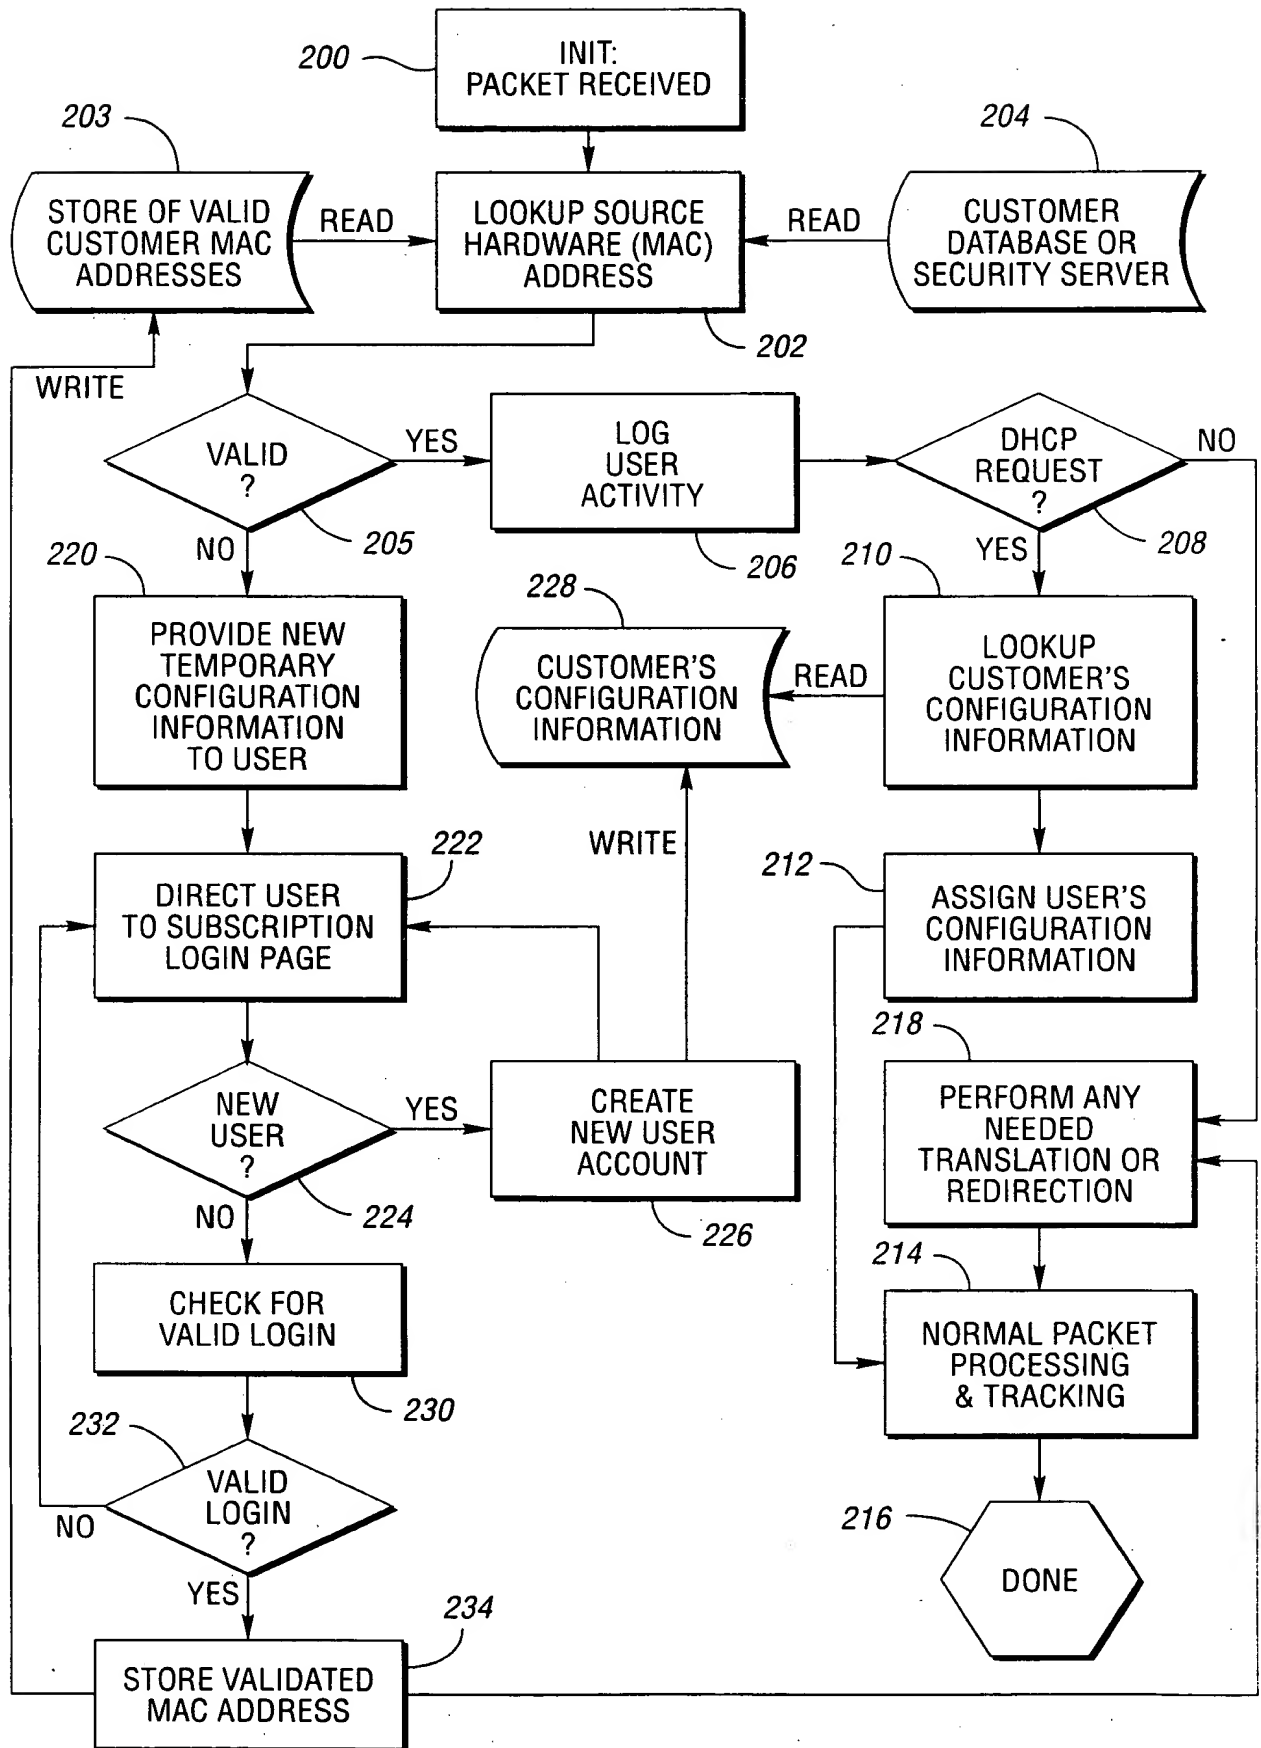 200
INIT:
PACKET RECEIVED
203
204
STORE OF VALID
CUSTOMER MAC
ADDRESSES
READ
LOOKUP SOURCE
HARDWARE (MAC)
ADDRESS
READ
CUSTOMER
DATABASE OR
SECURITY SERVER
202
WRITE
VALID
?
YES
LOG
USER
ACTIVITY
DHCP
REQUEST
?
NO
205
NO
206
YES
208
220
PROVIDE NEW
TEMPORARY
CONFIGURATION
INFORMATION
TO USER
228
CUSTOMER'S
CONFIGURATION
INFORMATION
READ
210
LOOKUP
CUSTOMER'S
CONFIGURATION
INFORMATION
WRITE
222
DIRECT USER
TO SUBSCRIPTION
LOGIN PAGE
212
ASSIGN USER'S
CONFIGURATION
INFORMATION
218
PERFORM ANY
NEEDED
TRANSLATION OR
REDIRECTION
NEW
USER
?
YES
CREATE
NEW USER
ACCOUNT
NO
224
226
214
NORMAL PACKET
PROCESSING
& TRACKING
CHECK FOR
VALID LOGIN
230
232
VALID
LOGIN
?
NO
YES
216
DONE
234
STORE VALIDATED
MAC ADDRESS